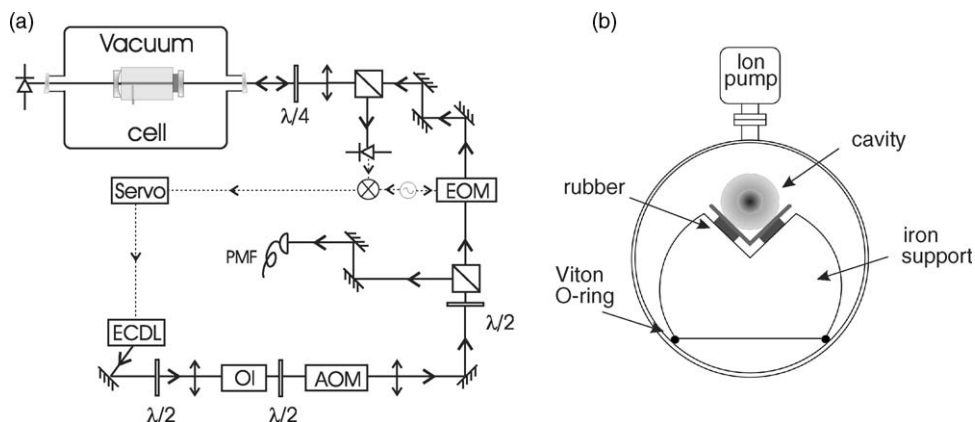 (a)
Vacuum
cell
λ/4
Servo
EOM
PMF
λ/2
ECDL
OI
AOM
λ/2
λ/2
(b)
Ion
pump
cavity
rubber
iron
support
Viton
O-ring